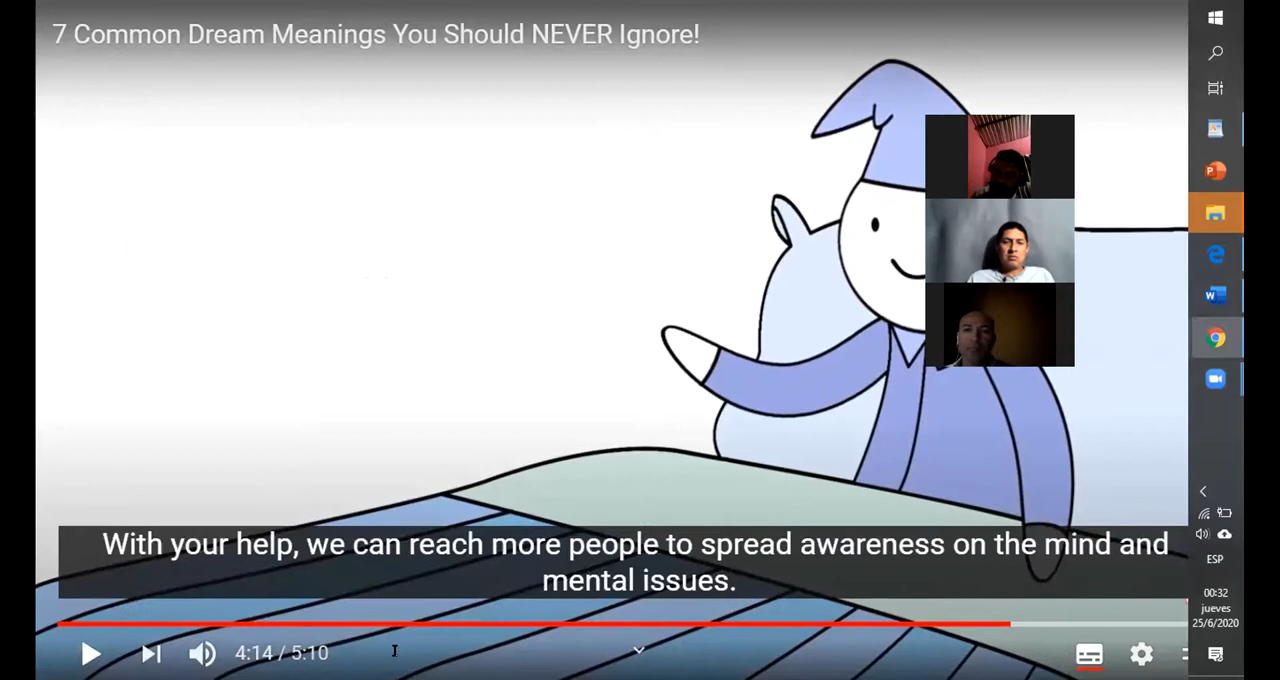 7 Common Dream Meanings You Should NEVER Ignore!
With your help, we can reach more people to spread awareness on the mind and
mental issues.
4:14 / 5:10
ESP
00:32
jueves
25/6/2020